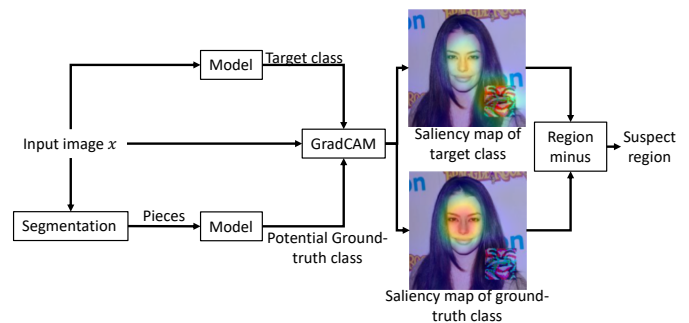 Model
Target class
Input image x
GradCAM
Saliency map of
target class
Region
minus
Suspect
region
Segmentation
Pieces
Model
Potential Ground-
truth class
Saliency map of ground-
truth class